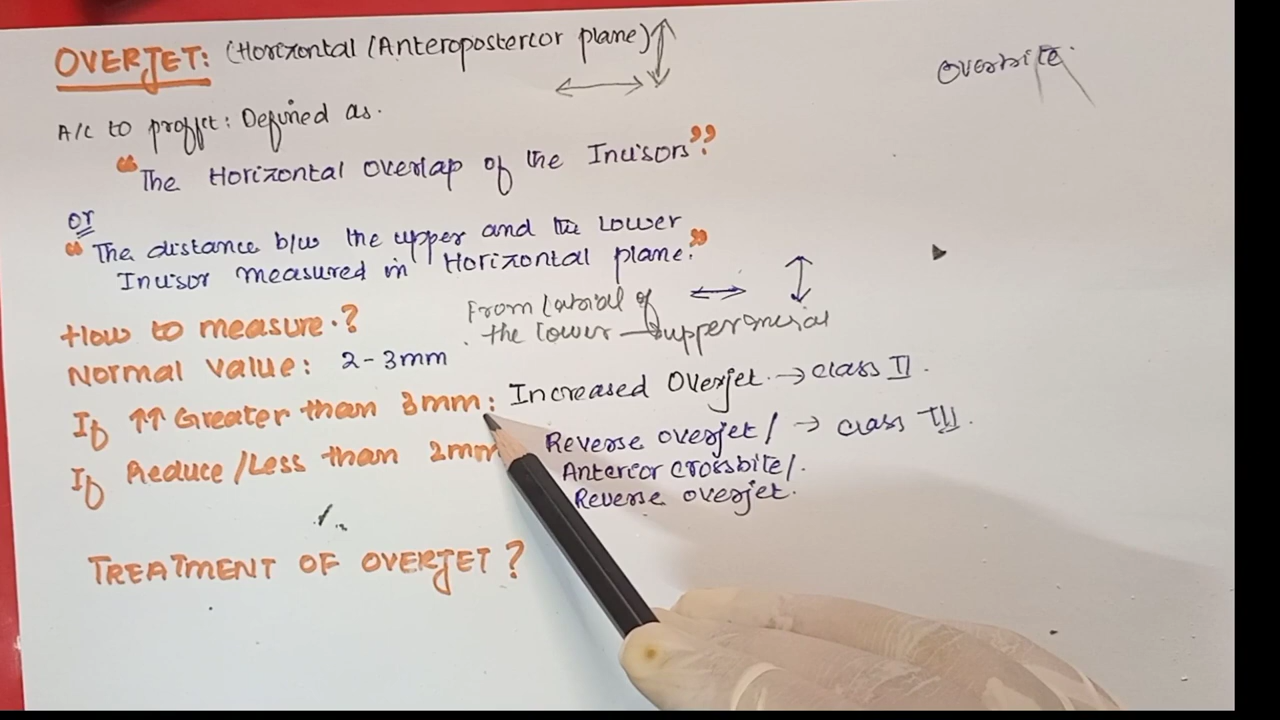 OVERJET: (Horizontal (Anteroposterior plane)
Overbite
A/c to proffit: Defined as.
"The Horizontal overlap of the Incisors"?
or
"The distance b/w the upper and the Lower
Incisor measured in Horizontal plane."
How to measure.? From Labial of
the lower upper
Normal value: 2-3mm
If ↑↑ Greater than 3mm: Increased Overjet. → class II.
If Reduce/Less than 2mm Reverse overjet/ → class III.
Anterior crossbite/.
Reverse overjet.
TREATMENT OF OVERJET?